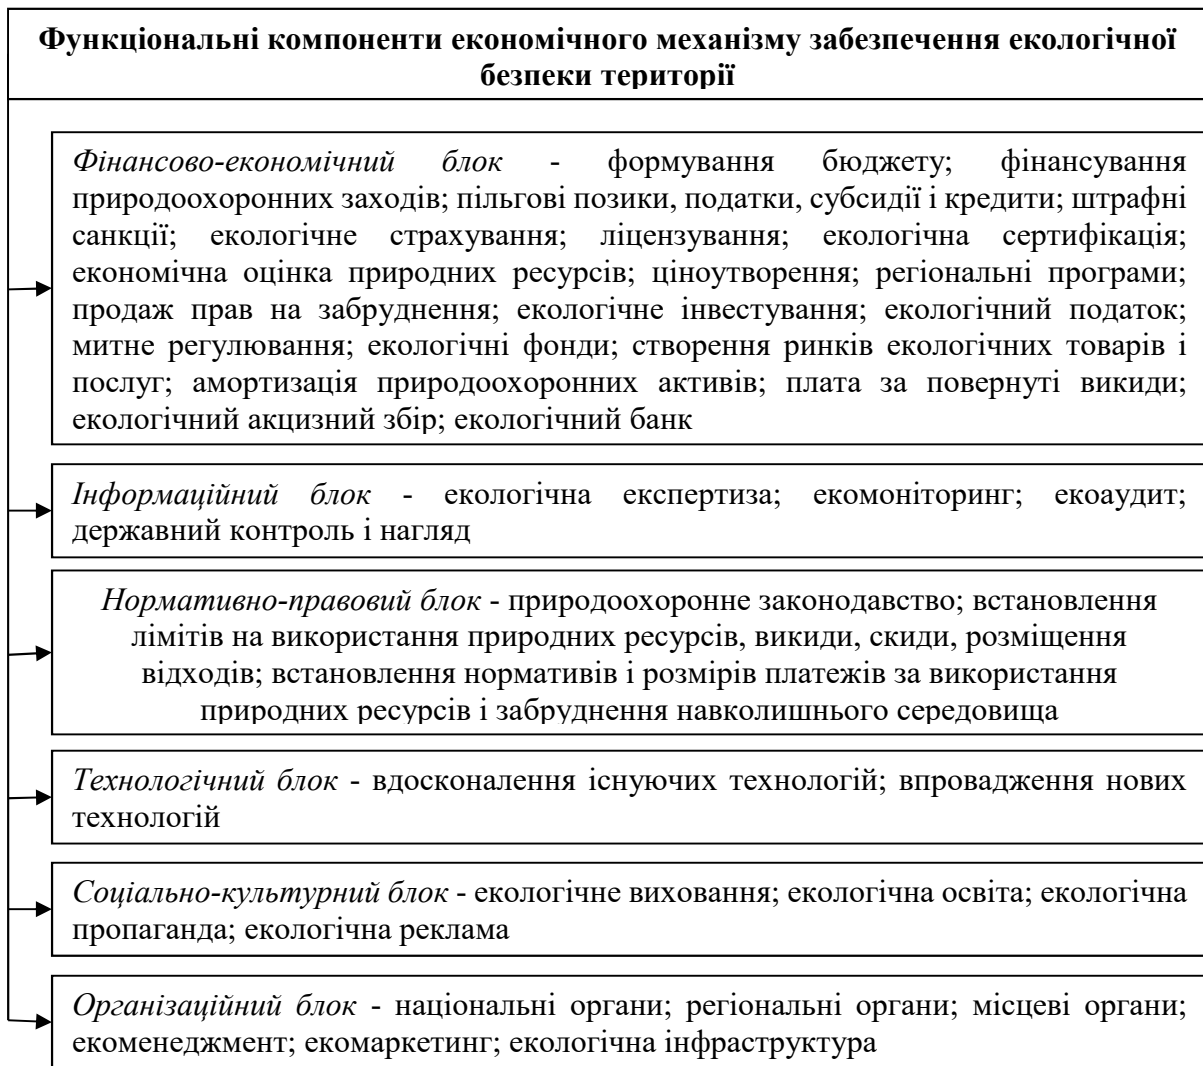 Функціональні компоненти економічного механізму забезпечення екологічної
безпеки території
Фінансово-економічний блок - формування бюджету; фінансування
природоохоронних заходів; пільгові позики, податки, субсидії і кредити; штрафні
санкції; екологічне страхування; ліцензування; екологічна сертифікація;
економічна оцінка природних ресурсів; ціноутворення; регіональні програми;
продаж прав на забруднення; екологічне інвестування; екологічний податок;
митне регулювання; екологічні фонди; створення ринків екологічних товарів і
послуг; амортизація природоохоронних активів; плата за повернуті викиди;
екологічний акцизний збір; екологічний банк
Інформаційний блок - екологічна експертиза; екомоніторинг; екоаудит;
державний контроль і нагляд
Нормативно-правовий блок - природоохоронне законодавство; встановлення
лімітів на використання природних ресурсів, викиди, скиди, розміщення
відходів; встановлення нормативів і розмірів платежів за використання
природних ресурсів і забруднення навколишнього середовища
Технологічний блок - вдосконалення існуючих технологій; впровадження нових
технологій
Соціально-культурний блок - екологічне виховання; екологічна освіта; екологічна
пропаганда; екологічна реклама
Організаційний блок - національні органи; регіональні органи; місцеві органи;
екоменеджмент; екомаркетинг; екологічна інфраструктура